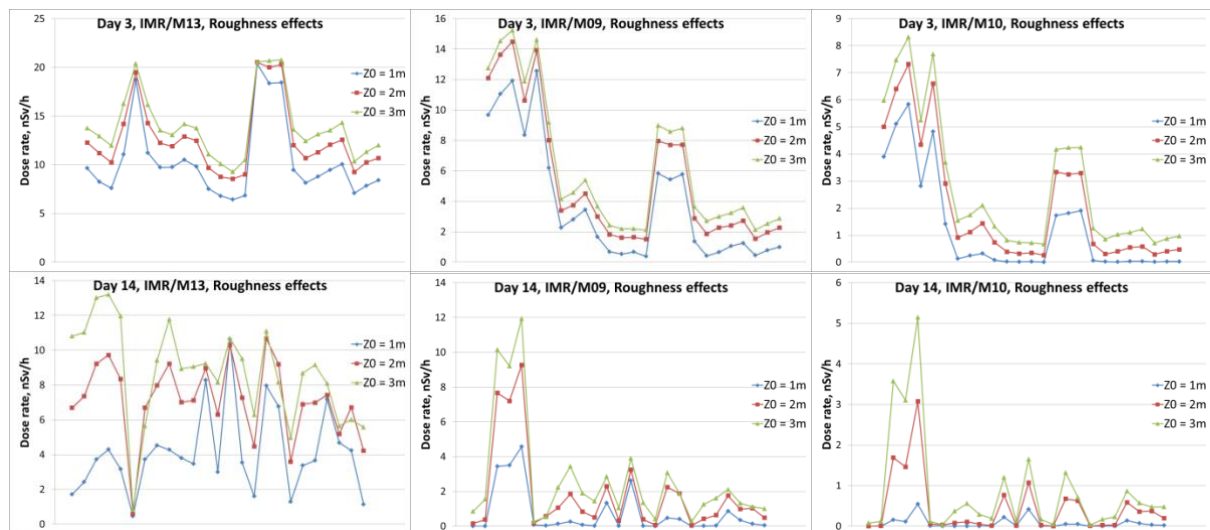 Day 3, IMR/M13, Roughness effects
25
20
15
10
5
0
Dose rate, nSv/h
Z0 = 1m
Z0 = 2m
Z0 = 3m
Day 3, IMR/M09, Roughness effects
16
14
12
10
8
6
4
2
0
Dose rate, nSv/h
Z0 = 1m
Z0 = 2m
Z0 = 3m
Day 3, IMR/M10, Roughness effects
9
8
7
6
5
4
3
2
1
0
Dose rate, nSv/h
Z0 = 1m
Z0 = 2m
Z0 = 3m
Day 14, IMR/M13, Roughness effects
14
12
10
8
6
4
2
0
Dose rate, nSv/h
Z0 = 1m
Z0 = 2m
Z0 = 3m
Day 14, IMR/M09, Roughness effects
14
12
10
8
6
4
2
0
Dose rate, nSv/h
Z0 = 1m
Z0 = 2m
Z0 = 3m
Day 14, IMR/M10, Roughness effects
6
5
4
3
2
1
0
Dose rate, nSv/h
Z0 = 1m
Z0 = 2m
Z0 = 3m